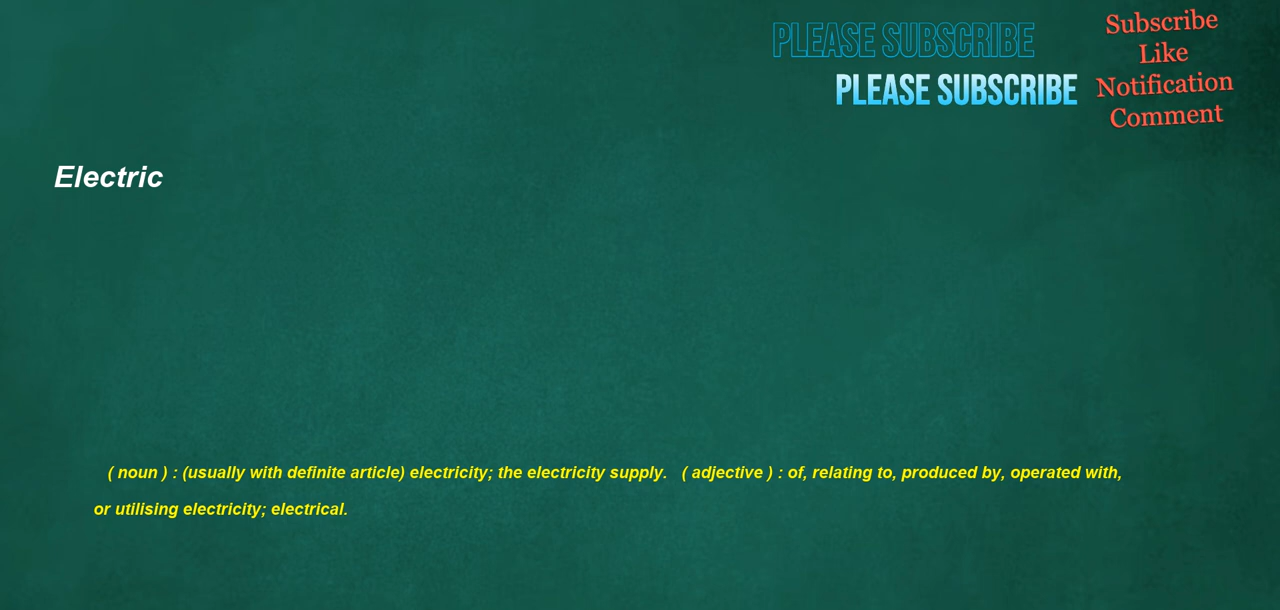 PLEASE SUBSCRIBE
PLEASE SUBSCRIBE
Subscribe
Like
Notification
Comment
Electric
( noun ) : (usually with definite article) electricity; the electricity supply. ( adjective ) : of, relating to, produced by, operated with,
or utilising electricity; electrical.